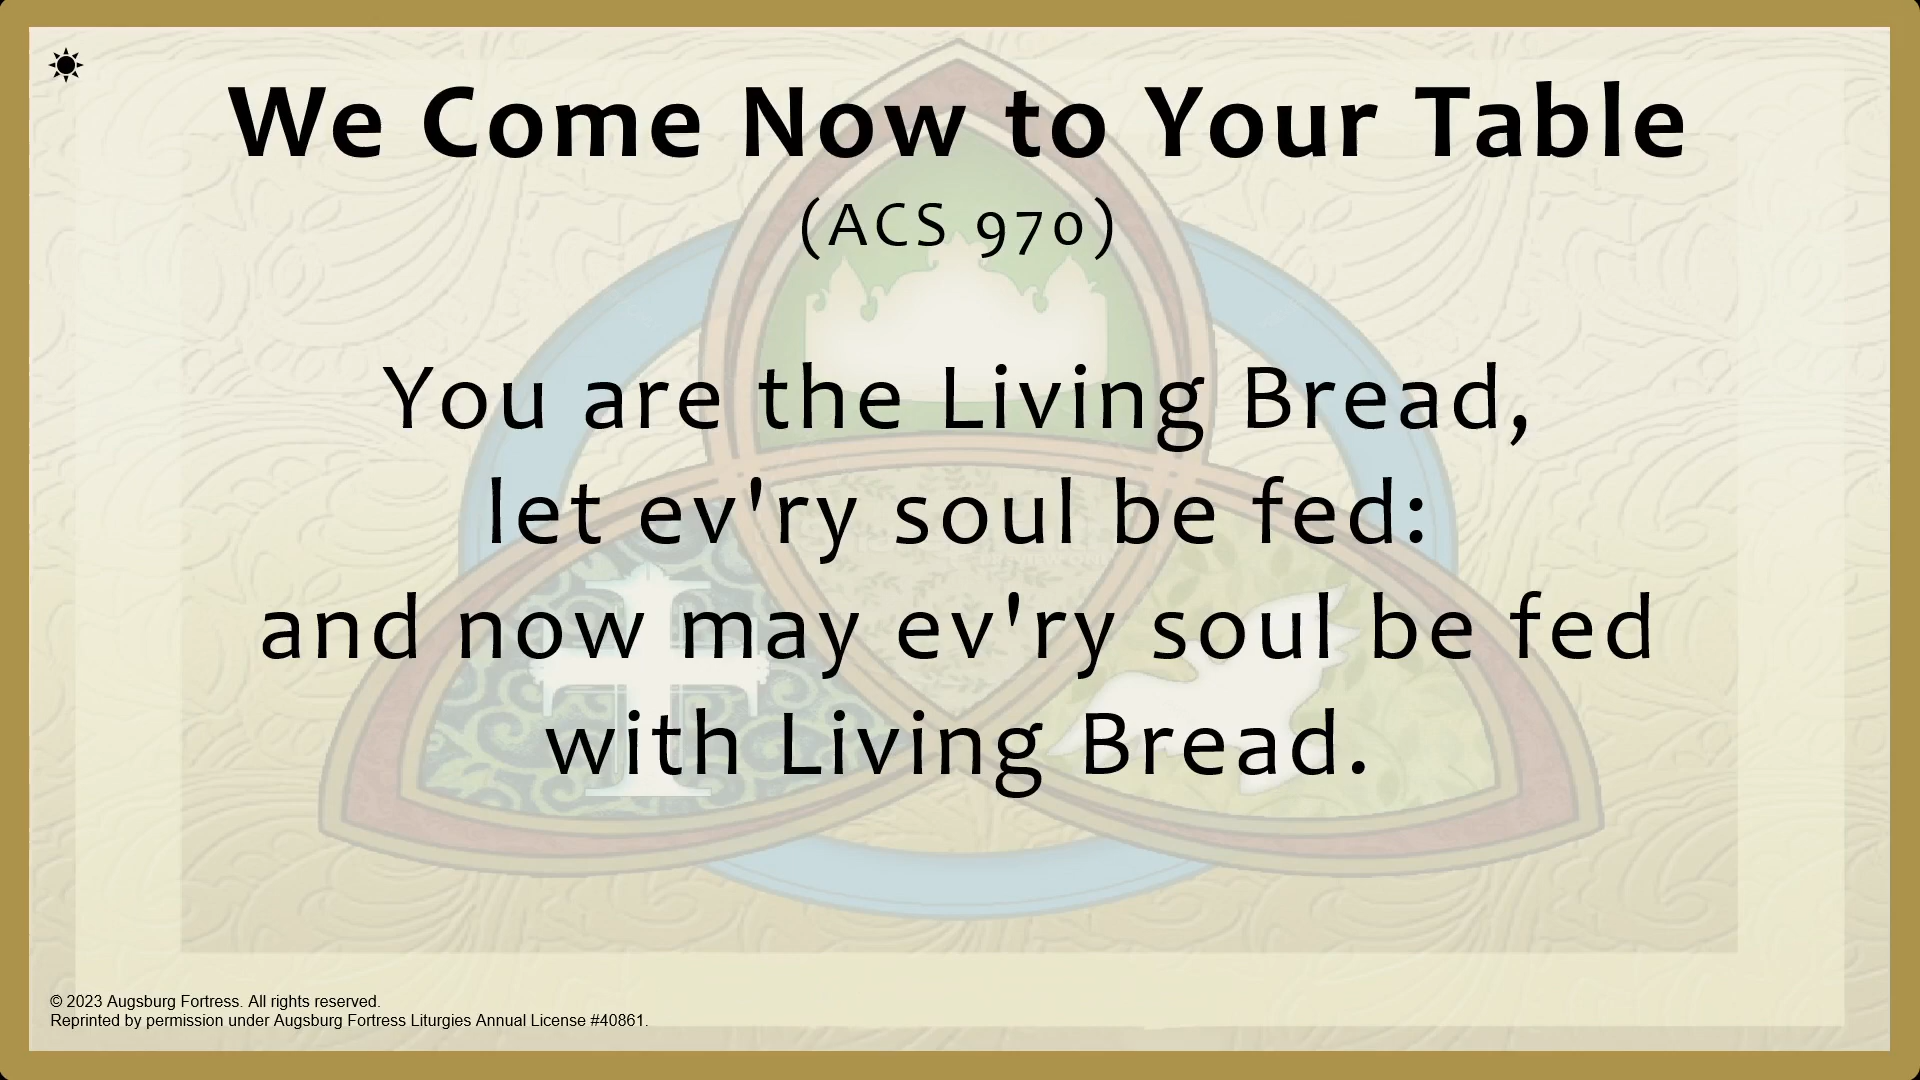 We Come Now to Your Table
(ACS 970)
You are the Living Bread,
let ev'ry soul be fed:
and now may ev'ry soul be fed
with Living Bread.
© 2023 Augsburg Fortress. All rights reserved.
Reprinted by permission under Augsburg Fortress Liturgies Annual License #40861.